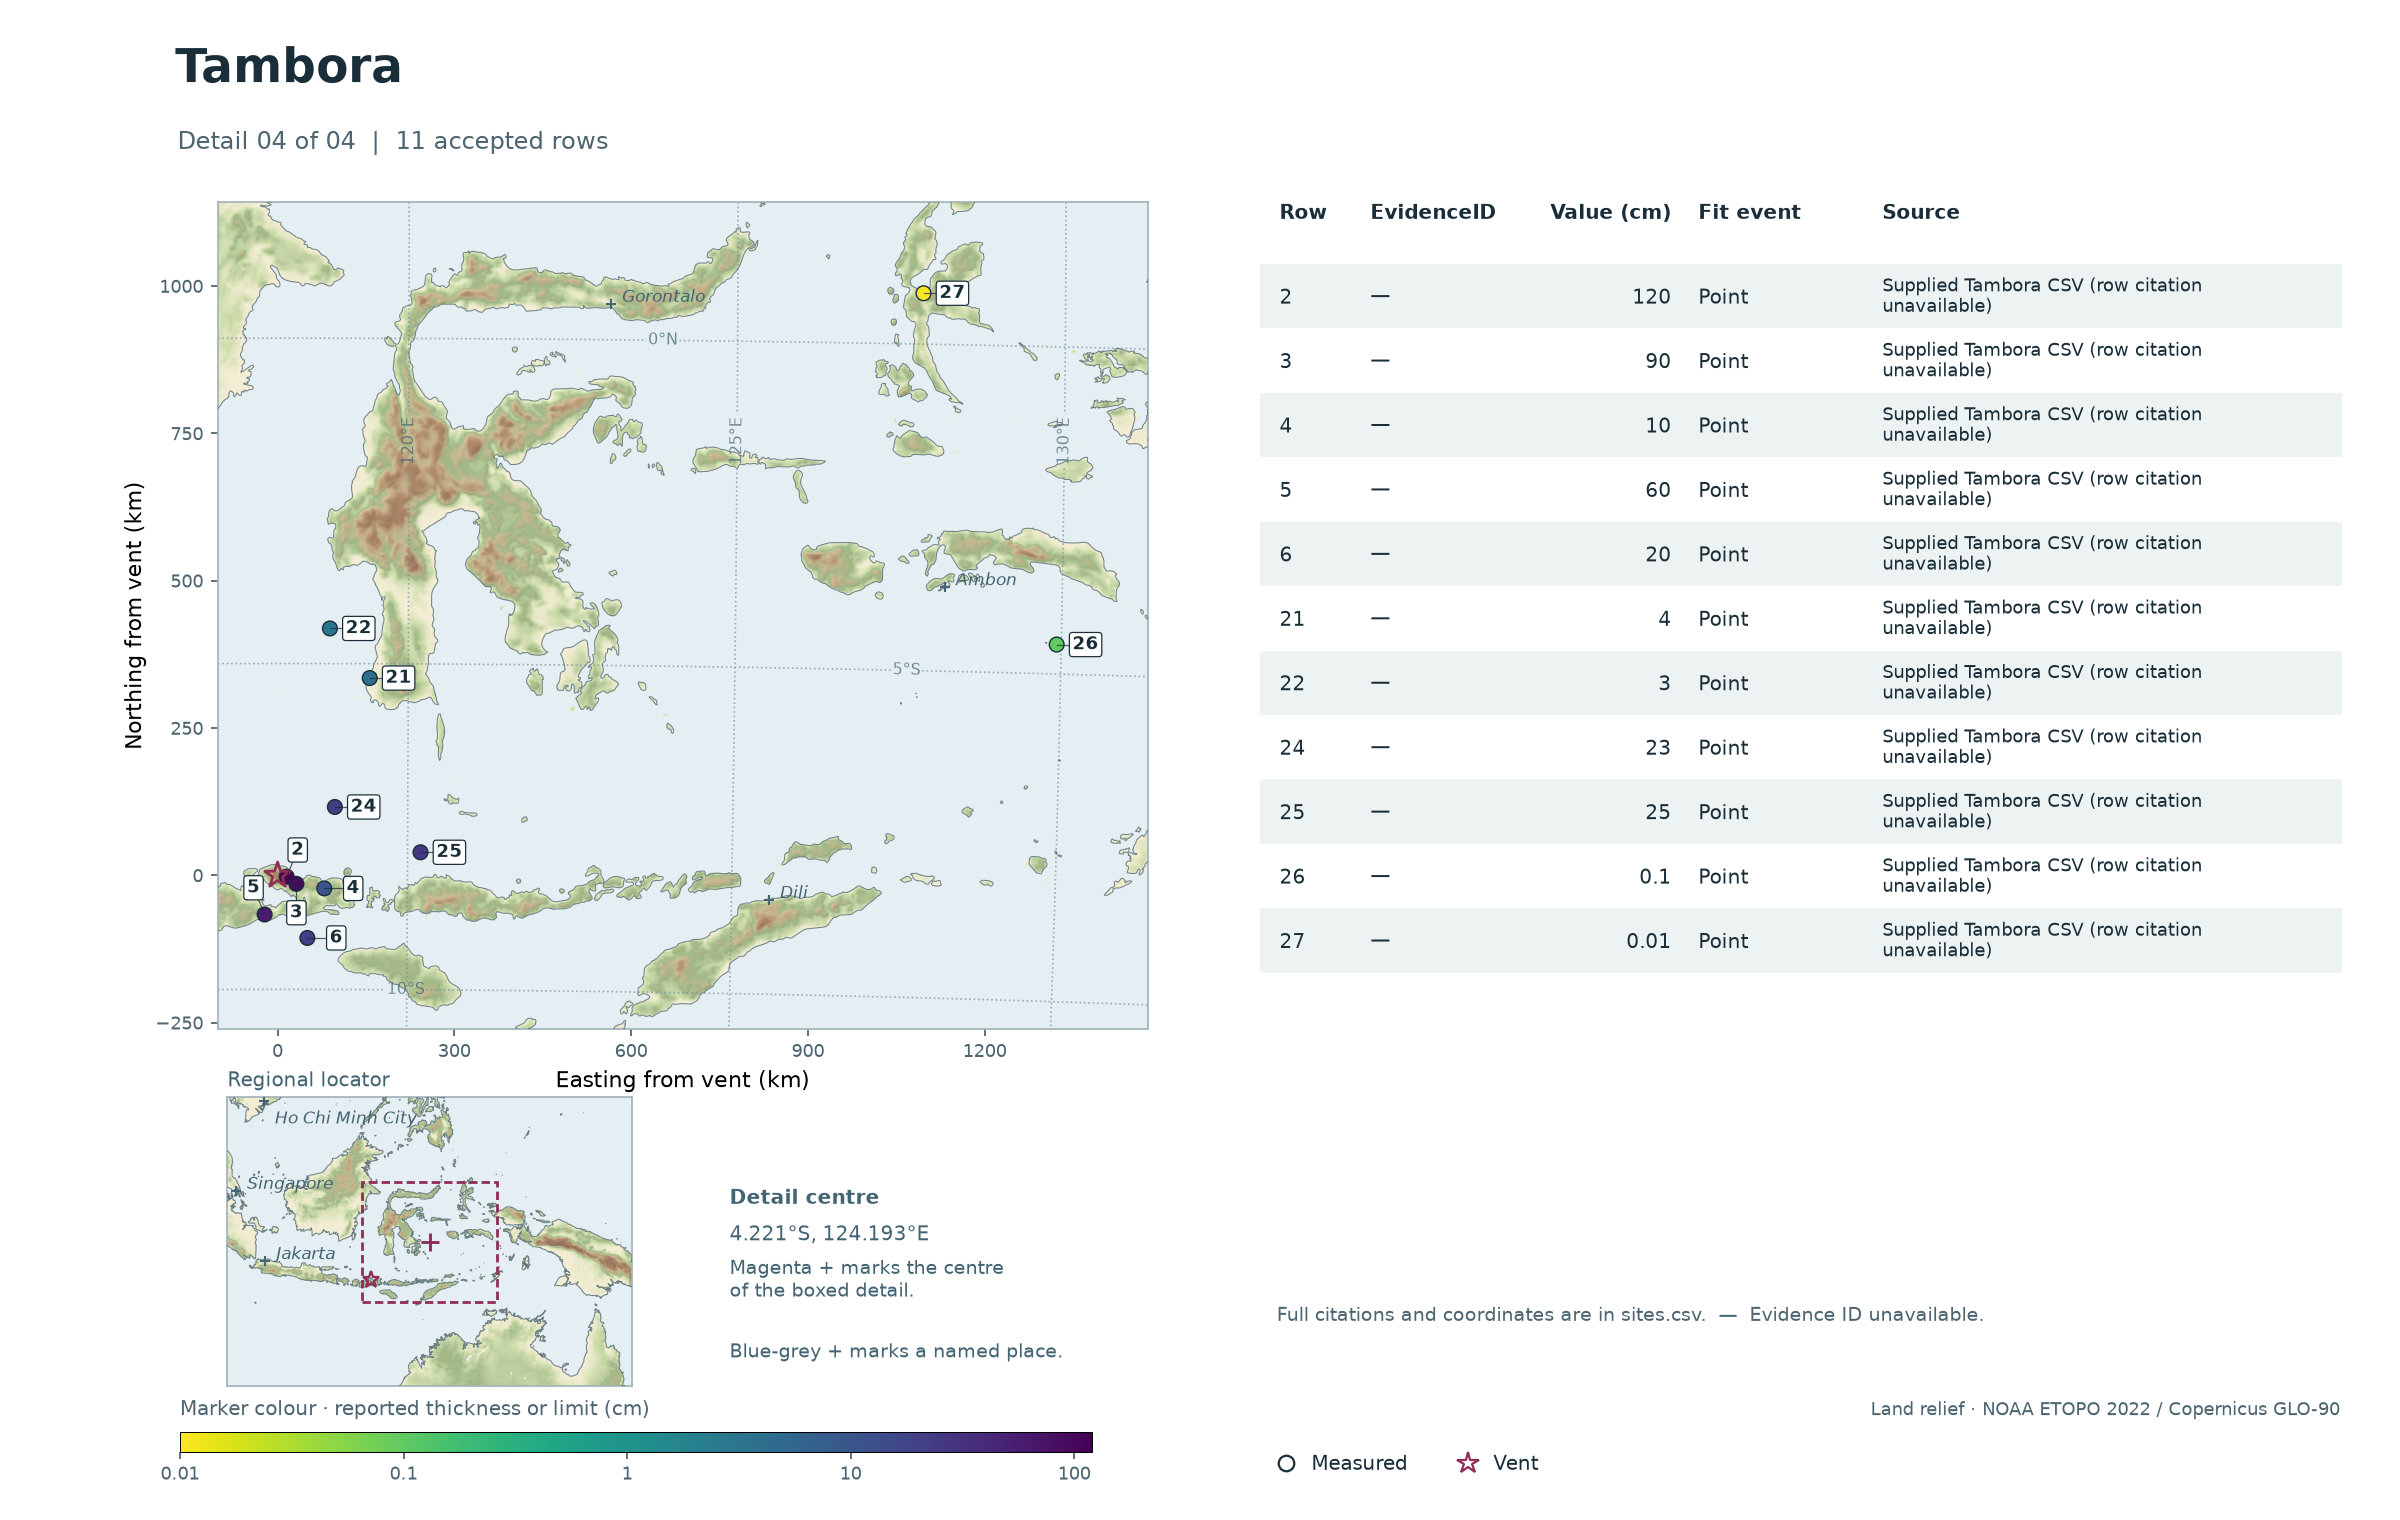 Tambora
Detail 04 of 04 | 11 accepted rows
Row EvidenceID Value (cm) Fit event Source
2 — 120 Point Supplied Tambora CSV (row citation
unavailable)
3 — 90 Point Supplied Tambora CSV (row citation
unavailable)
4 — 10 Point Supplied Tambora CSV (row citation
unavailable)
5 — 60 Point Supplied Tambora CSV (row citation
unavailable)
6 — 20 Point Supplied Tambora CSV (row citation
unavailable)
21 — 4 Point Supplied Tambora CSV (row citation
unavailable)
22 — 3 Point Supplied Tambora CSV (row citation
unavailable)
24 — 23 Point Supplied Tambora CSV (row citation
unavailable)
25 — 25 Point Supplied Tambora CSV (row citation
unavailable)
26 — 0.1 Point Supplied Tambora CSV (row citation
unavailable)
27 — 0.01 Point Supplied Tambora CSV (row citation
unavailable)
Northing from vent (km)
1000
750
500
250
0
−250
27
Gorontalo
0°N
120°E
125°E
130°E
Ambon
22
26
5°S
21
24
2
25
5
4
Dili
3
6
10°S
0 300 600 900 1200
Easting from vent (km)
Regional locator
Ho Chi Minh City
Singapore
Jakarta
Detail centre
4.221°S, 124.193°E
Magenta + marks the centre
of the boxed detail.
Blue-grey + marks a named place.
Full citations and coordinates are in sites.csv. — Evidence ID unavailable.
Marker colour · reported thickness or limit (cm)
0.01 0.1 1 10 100
Land relief · NOAA ETOPO 2022 / Copernicus GLO-90
Measured Vent